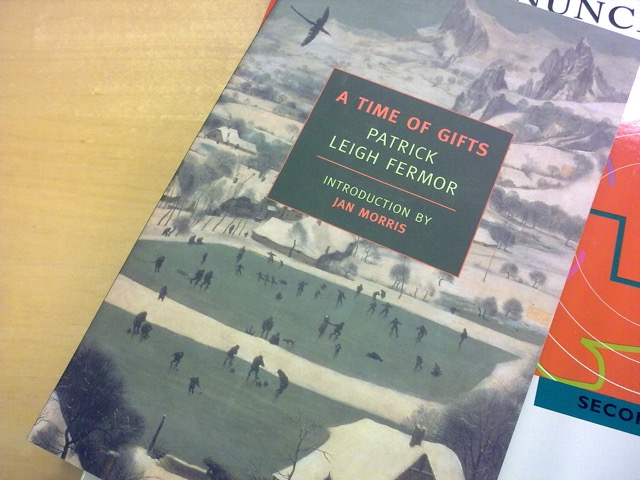 A TIME OF GIFTS
PATRICK
LEIGH FERMOR
INTRODUCTION BY
JAN MORRIS